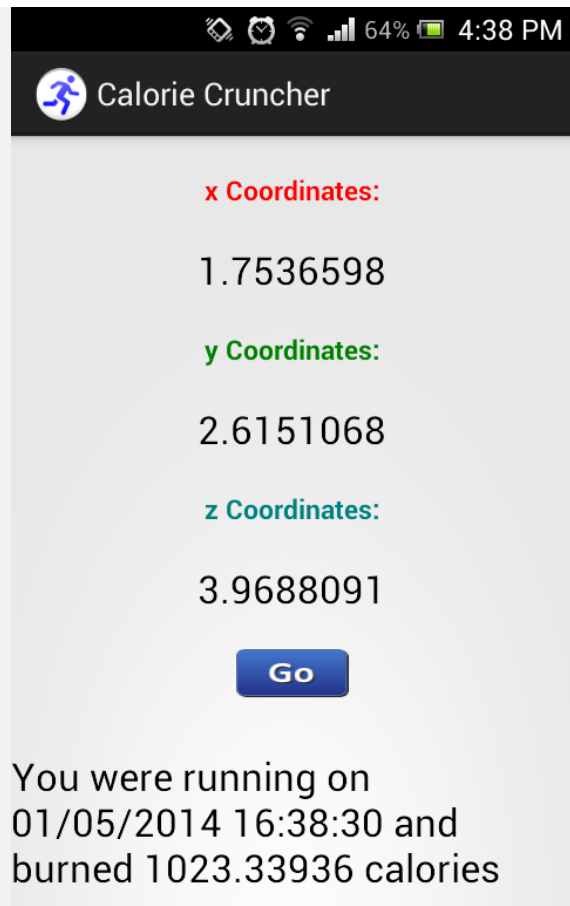 64% 4:38 PM
Calorie Cruncher
x Coordinates:
1.7536598
y Coordinates:
2.6151068
z Coordinates:
3.9688091
Go
You were running on
01/05/2014 16:38:30 and
burned 1023.33936 calories